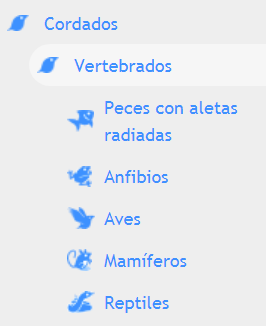 Cordados
Vertebrados
Peces con aletas
radiadas
Anfibios
Aves
Mamíferos
Reptiles